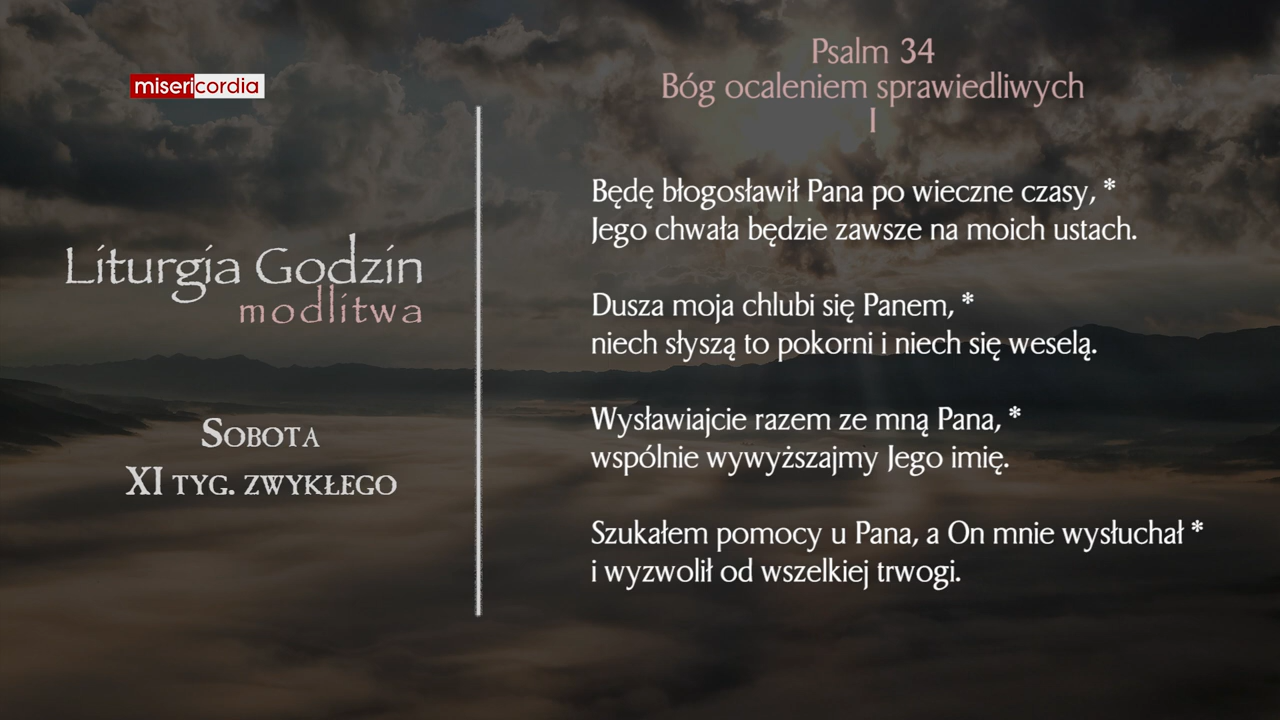 misericordia
Liturgia Godzin
modlitwa
Sobota
XI tyg. zwykłego
Psalm 34
Bóg ocaleniem sprawiedliwych
I
Będę błogosławił Pana po wieczne czasy, *
Jego chwała będzie zawsze na moich ustach.
Dusza moja chlubi się Panem, *
niech słyszą to pokorni i niech się weselą.
Wysławiajcie razem ze mną Pana, *
wspólnie wywyższajmy Jego imię.
Szukałem pomocy u Pana, a On mnie wysłuchał *
i wyzwolił od wszelkiej trwogi.